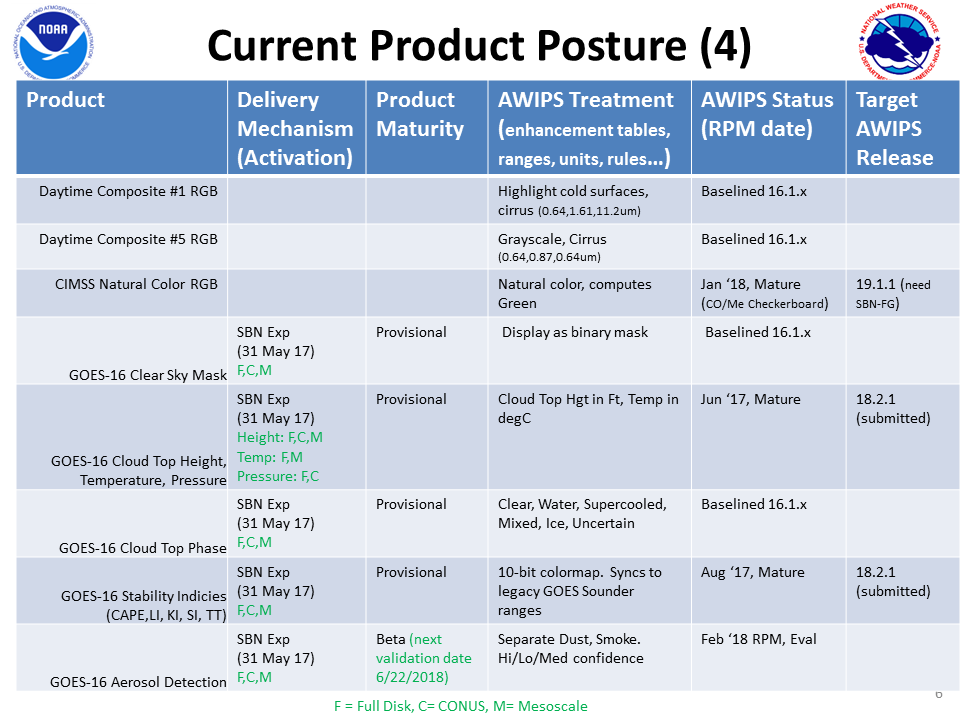 NOAA
NATIONAL WEATHER SERVICE
Current Product Posture (4)
Product
Delivery
Mechanism
(Activation)
Product
Maturity
AWIPS Treatment
(enhancement tables,
ranges, units, rules…)
AWIPS Status
(RPM date)
Target
AWIPS
Release
Daytime Composite #1 RGB
Highlight cold surfaces,
cirrus (0.64,1.61,11.2um)
Baselined 16.1.x
Daytime Composite #5 RGB
Grayscale, Cirrus
(0.64,0.87,0.64um)
Baselined 16.1.x
CIMSS Natural Color RGB
Natural color, computes
Green
Jan ‘18, Mature
(CO/Me Checkerboard)
19.1.1 (need
SBN-FG)
GOES-16 Clear Sky Mask
SBN Exp
(31 May 17)
F,C,M
Provisional
Display as binary mask
Baselined 16.1.x
GOES-16 Cloud Top Height,
Temperature, Pressure
SBN Exp
(31 May 17)
Height: F,C,M
Temp: F,M
Pressure: F,C
Provisional
Cloud Top Hgt in Ft, Temp in
degC
Jun ‘17, Mature
18.2.1
(submitted)
GOES-16 Cloud Top Phase
SBN Exp
(31 May 17)
F,C,M
Provisional
Clear, Water, Supercooled,
Mixed, Ice, Uncertain
Baselined 16.1.x
GOES-16 Stability Indicies
(CAPE,LI, KI, SI, TT)
SBN Exp
(31 May 17)
F,C,M
Provisional
10-bit colormap.  Syncs to
legacy GOES Sounder
ranges
Aug ‘17, Mature
18.2.1
(submitted)
GOES-16 Aerosol Detection
SBN Exp
(31 May 17)
F,C,M
Beta (next
validation date
6/22/2018)
Separate Dust, Smoke.
Hi/Lo/Med confidence
Feb ‘18 RPM, Eval
6
F = Full Disk, C= CONUS, M= Mesoscale